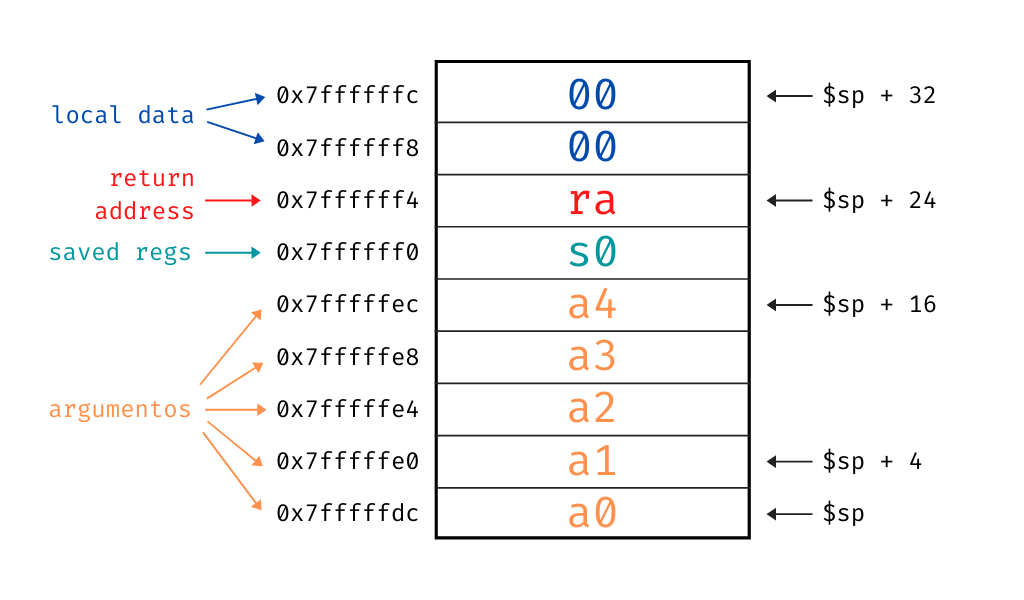 0x7ffffffc 00 $sp + 32
local data
0x7ffffff8 00
return
address
0x7ffffff4 ra $sp + 24
saved regs 0x7ffffff0 s0
0x7fffffec a4 $sp + 16
0x7fffffe8 a3
argumentos 0x7fffffe4 a2
0x7fffffe0 a1 $sp + 4
0x7fffffdc a0 $sp